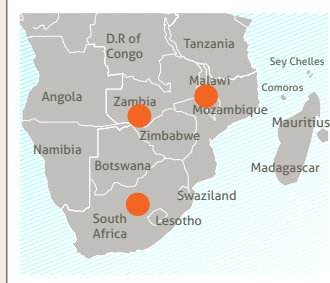 D.R of
Congo
Tanzania
Sey Chelles
Malawi
Comoros
Angola
Zambia
Mozambique
Mauritius
Zimbabwe
Namibia
Botswana
Madagascar
Swaziland
South
Africa
Lesotho